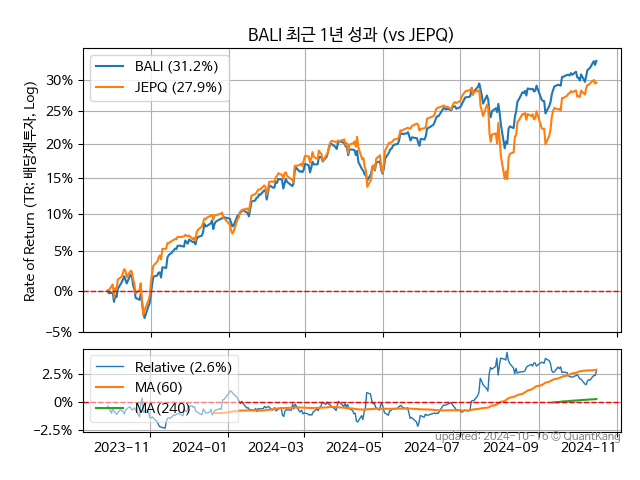 BALI 최근 1년 성과 (vs JEPQ)
BALI (31.2%)
JEPQ (27.9%)
Rate of Return (TR: 배당재투자, Log)
30%
25%
20%
15%
10%
5%
0%
−5%
Relative (2.6%)
MA(60)
MA(240)
2.5%
0%
−2.5%
2023−11
2024−01
2024−03
2024−05
2024−07
2024−09
2024−11
updated: 2024-10-16 © QuantKang